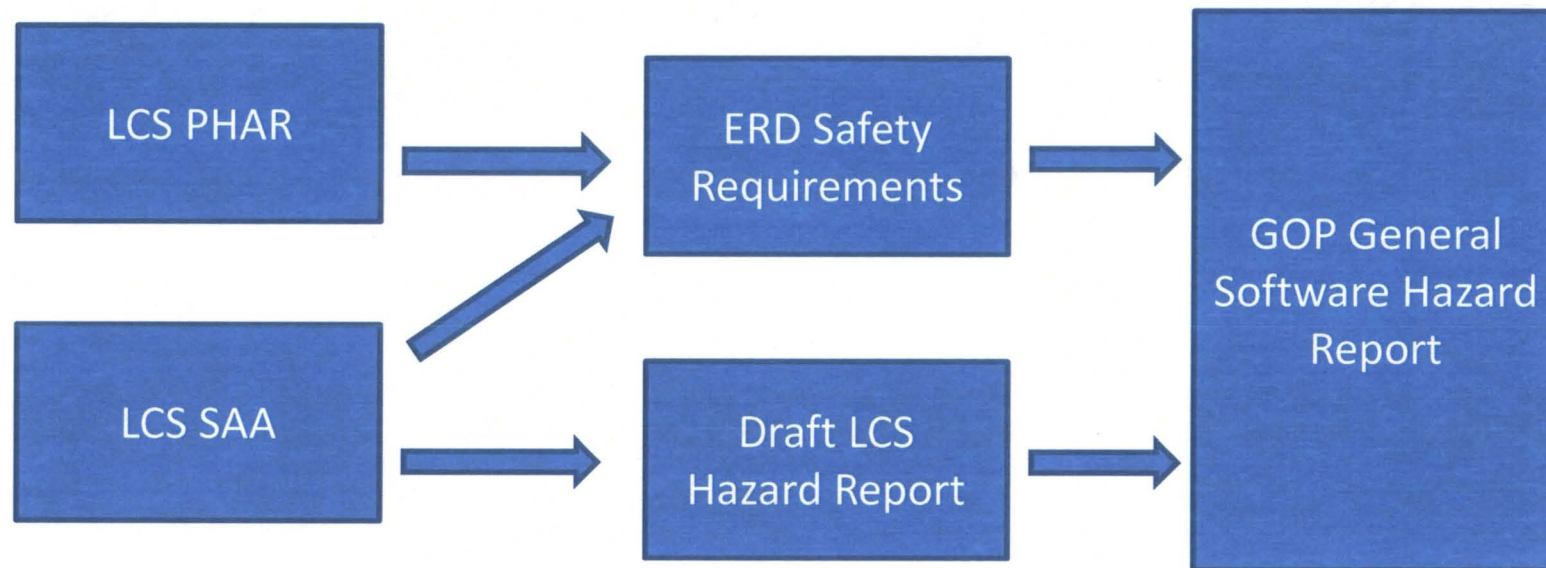 LCS PHAR
LCS SAA
ERD Safety
Requirements
Draft LCS
Hazard Report
GOP General
Software Hazard
Report